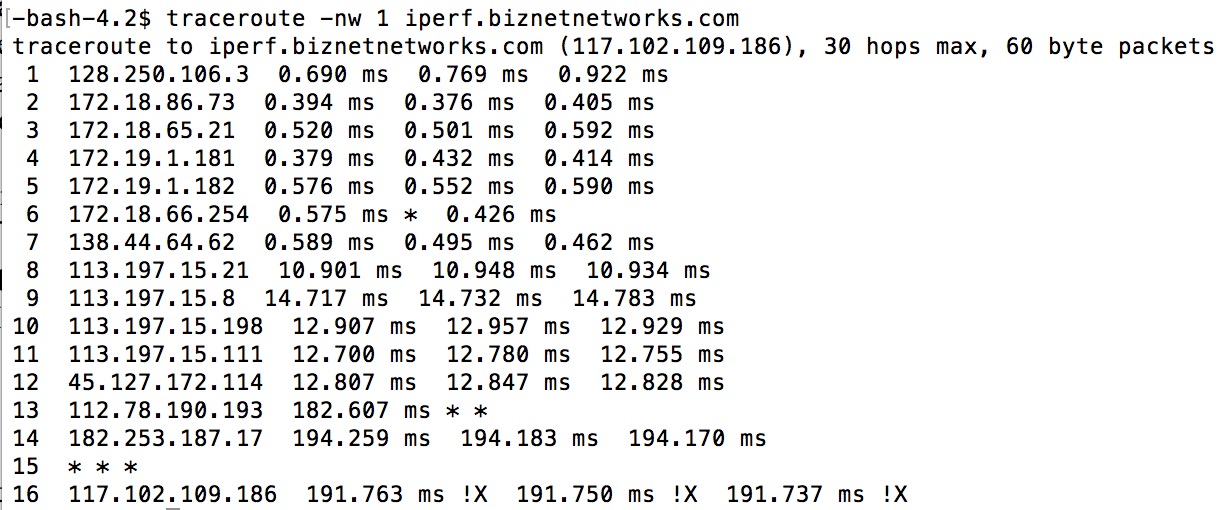 [-bash-4.2$ traceroute -nw 1 iperf.biznetnetworks.com
traceroute to iperf.biznetnetworks.com (117.102.109.186), 30 hops max, 60 byte packets
1 128.250.106.3 0.690 ms 0.769 ms 0.922 ms
2 172.18.86.73 0.394 ms 0.376 ms 0.405 ms
3 172.18.65.21 0.520 ms 0.501 ms 0.592 ms
4 172.19.1.181 0.379 ms 0.432 ms 0.414 ms
5 172.19.1.182 0.576 ms 0.552 ms 0.590 ms
6 172.18.66.254 0.575 ms * 0.426 ms
7 138.44.64.62 0.589 ms 0.495 ms 0.462 ms
8 113.197.15.21 10.901 ms 10.948 ms 10.934 ms
9 113.197.15.8 14.717 ms 14.732 ms 14.783 ms
10 113.197.15.198 12.907 ms 12.957 ms 12.929 ms
11 113.197.15.111 12.700 ms 12.780 ms 12.755 ms
12 45.127.172.114 12.807 ms 12.847 ms 12.828 ms
13 112.78.190.193 182.607 ms * *
14 182.253.187.17 194.259 ms 194.183 ms 194.170 ms
15 * * *
16 117.102.109.186 191.763 ms !X 191.750 ms !X 191.737 ms !X